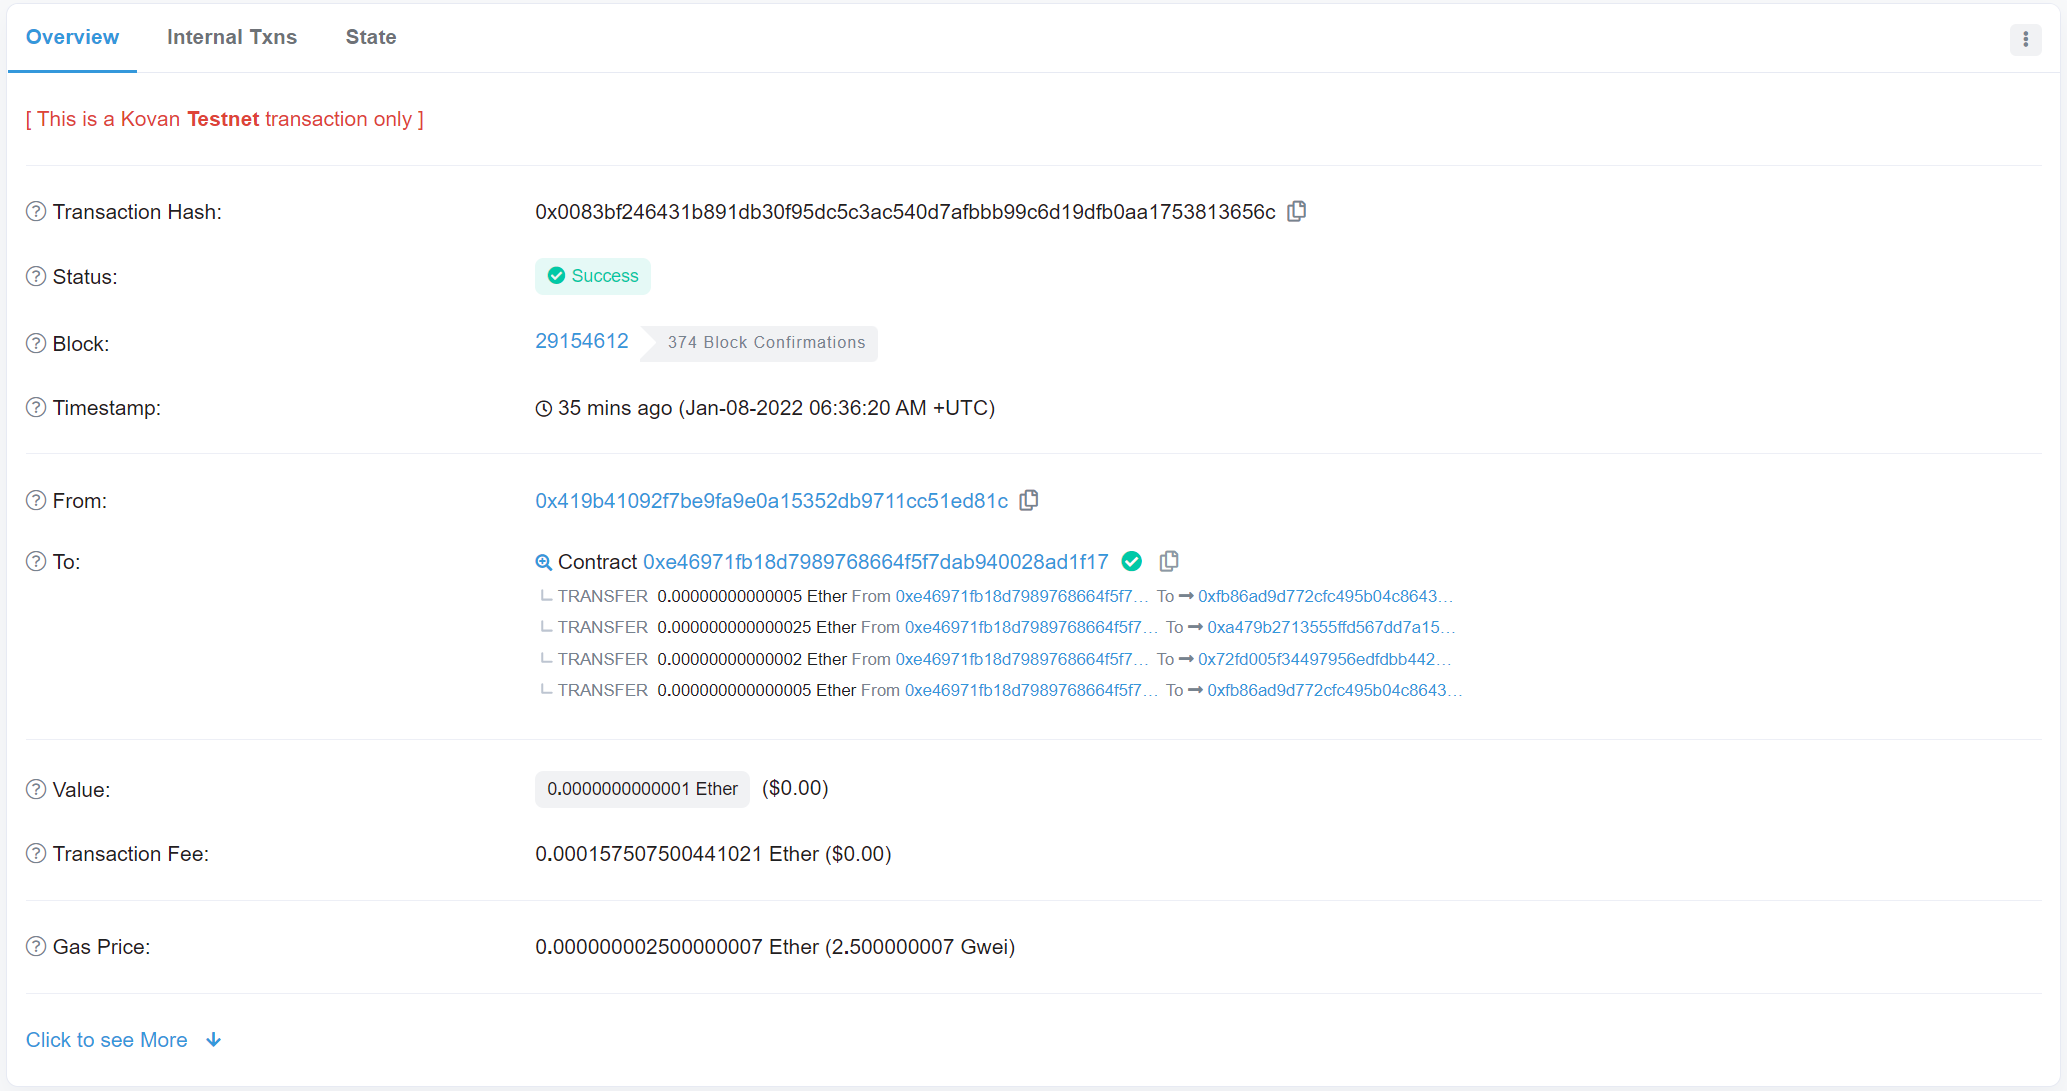 Overview Internal Txns State
[ This is a Kovan Testnet transaction only ]
Transaction Hash: 0x0083bf246431b891db30f95dc5c3ac540d7afbbb99c6d19dfb0aa1753813656c
Status: Success
Block: 29154612 374 Block Confirmations
Timestamp: 35 mins ago (Jan-08-2022 06:36:20 AM +UTC)
From: 0x419b41092f7be9fa9e0a15352db9711cc51ed81c
To: Contract 0xe46971fb18d7989768664f5f7dab940028ad1f17
TRANSFER 0.00000000000005 Ether From 0xe46971fb18d7989768664f5f7... To → 0xfb86ad9d772cfc495b04c8643...
TRANSFER 0.000000000000025 Ether From 0xe46971fb18d7989768664f5f7... To → 0xa479b2713555ffd567dd7a15...
TRANSFER 0.00000000000002 Ether From 0xe46971fb18d7989768664f5f7... To → 0x72fd005f34497956edfdbb442...
TRANSFER 0.000000000000005 Ether From 0xe46971fb18d7989768664f5f7... To → 0xfb86ad9d772cfc495b04c8643...
Value: 0.0000000000001 Ether ($0.00)
Transaction Fee: 0.000157507500441021 Ether ($0.00)
Gas Price: 0.000000002500000007 Ether (2.500000007 Gwei)
Click to see More ↓